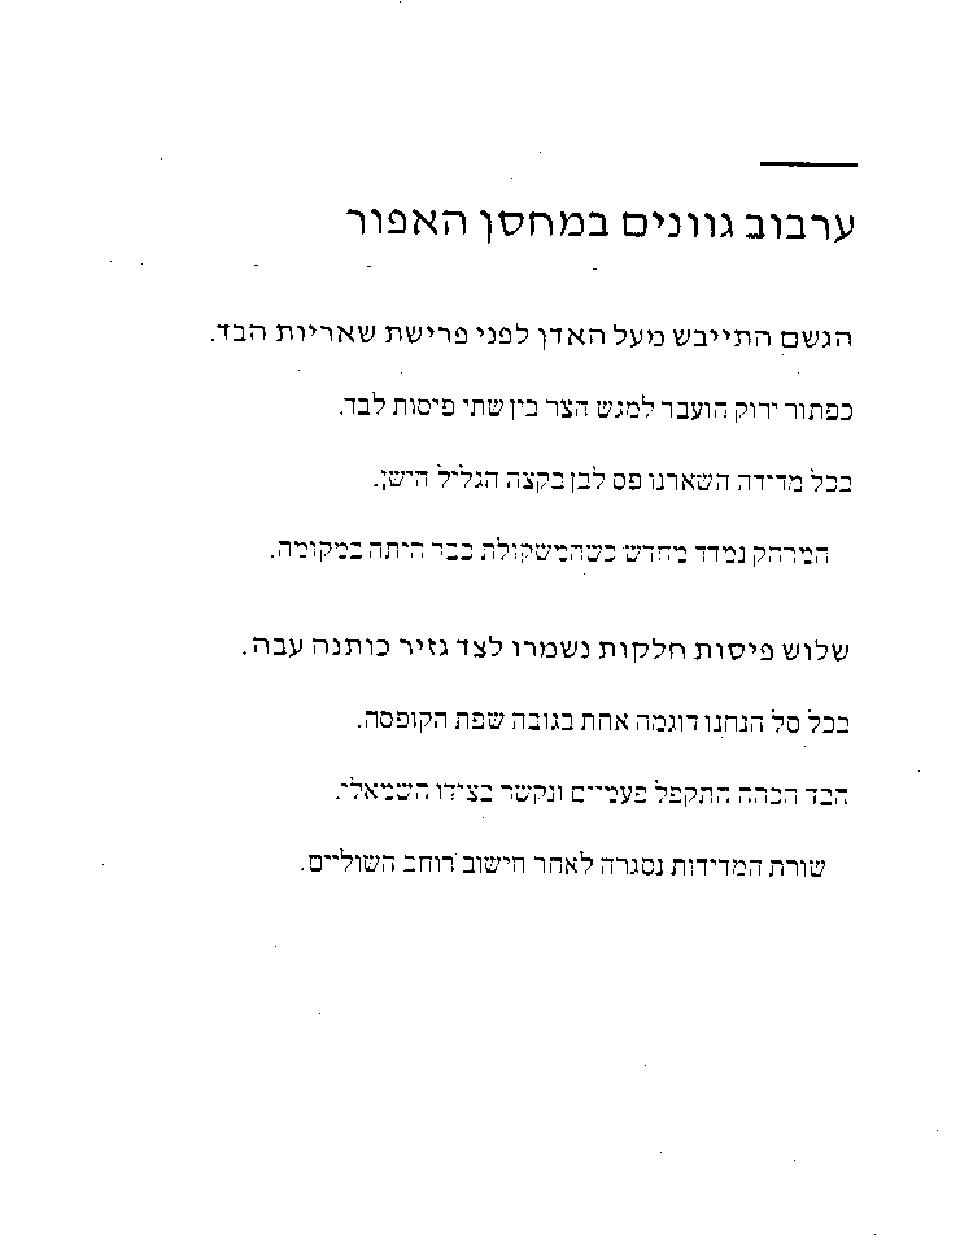 ערבוב גוונים במחסן האפור
הגשם התייבש מעל האדן לפני פרישת שאריות הבד.
כפתור ירוק הועבר למגש הצר בין שתי פיסות לבד.
בכל מדידה השארנו פס לבן בקצה הגליל הישן.
המרחק נמדד מחדש כשהמשקולת כבר היתה במקומה.
שלוש פיסות חלקות נשמרו לצד גזיר כותנה עבה.
בכל סל הנחנו דוגמה אחת בגובה שפת הקופסה.
הבד הכהה התקפל פעמיים ונקשר בצידו השמאלי.
שורת המדידות נסגרה לאחר חישוב רוחב השוליים.